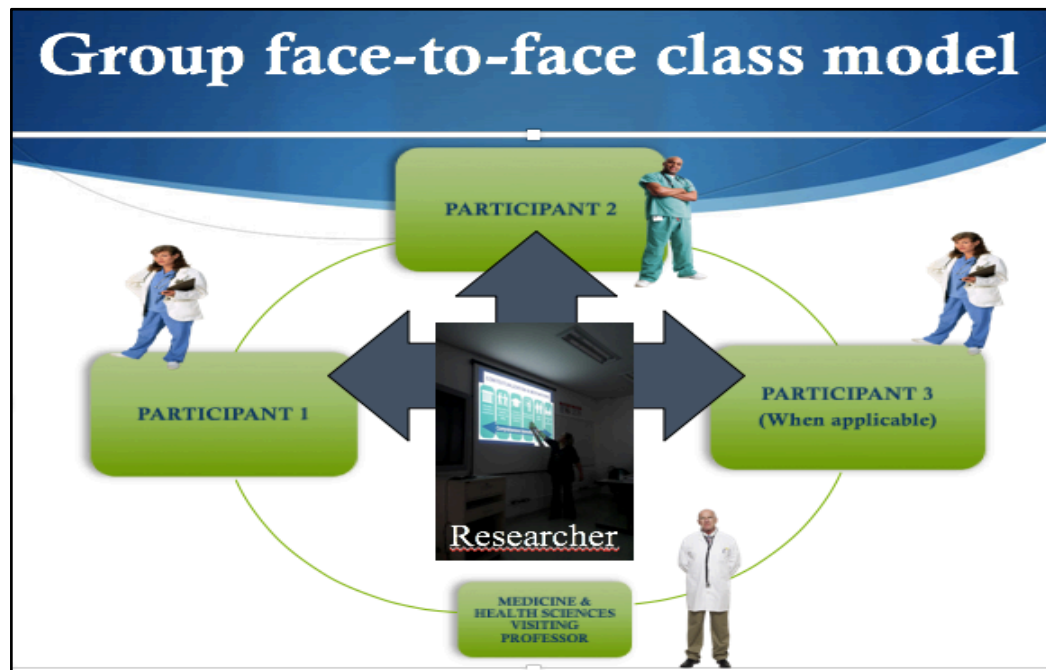 Group face-to-face class model
PARTICIPANT 2
PARTICIPANT 1
PARTICIPANT 3
(When applicable)
Researcher
MEDICINE &
HEALTH SCIENCES
VISITING
PROFESSOR